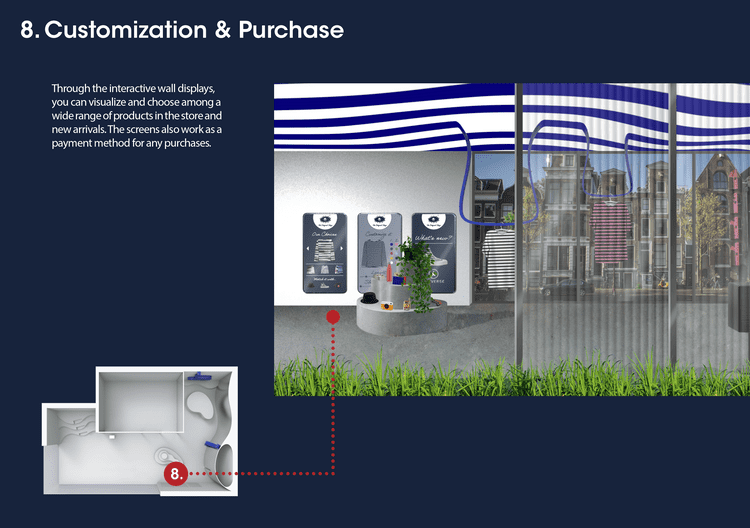 8. Customization & Purchase
Through the interactive wall displays,
you can visualize and choose among a
wide range of products in the store and
new arrivals. The screens also work as a
payment method for any purchases.
Our Choices
Customize it
What's new?
8.